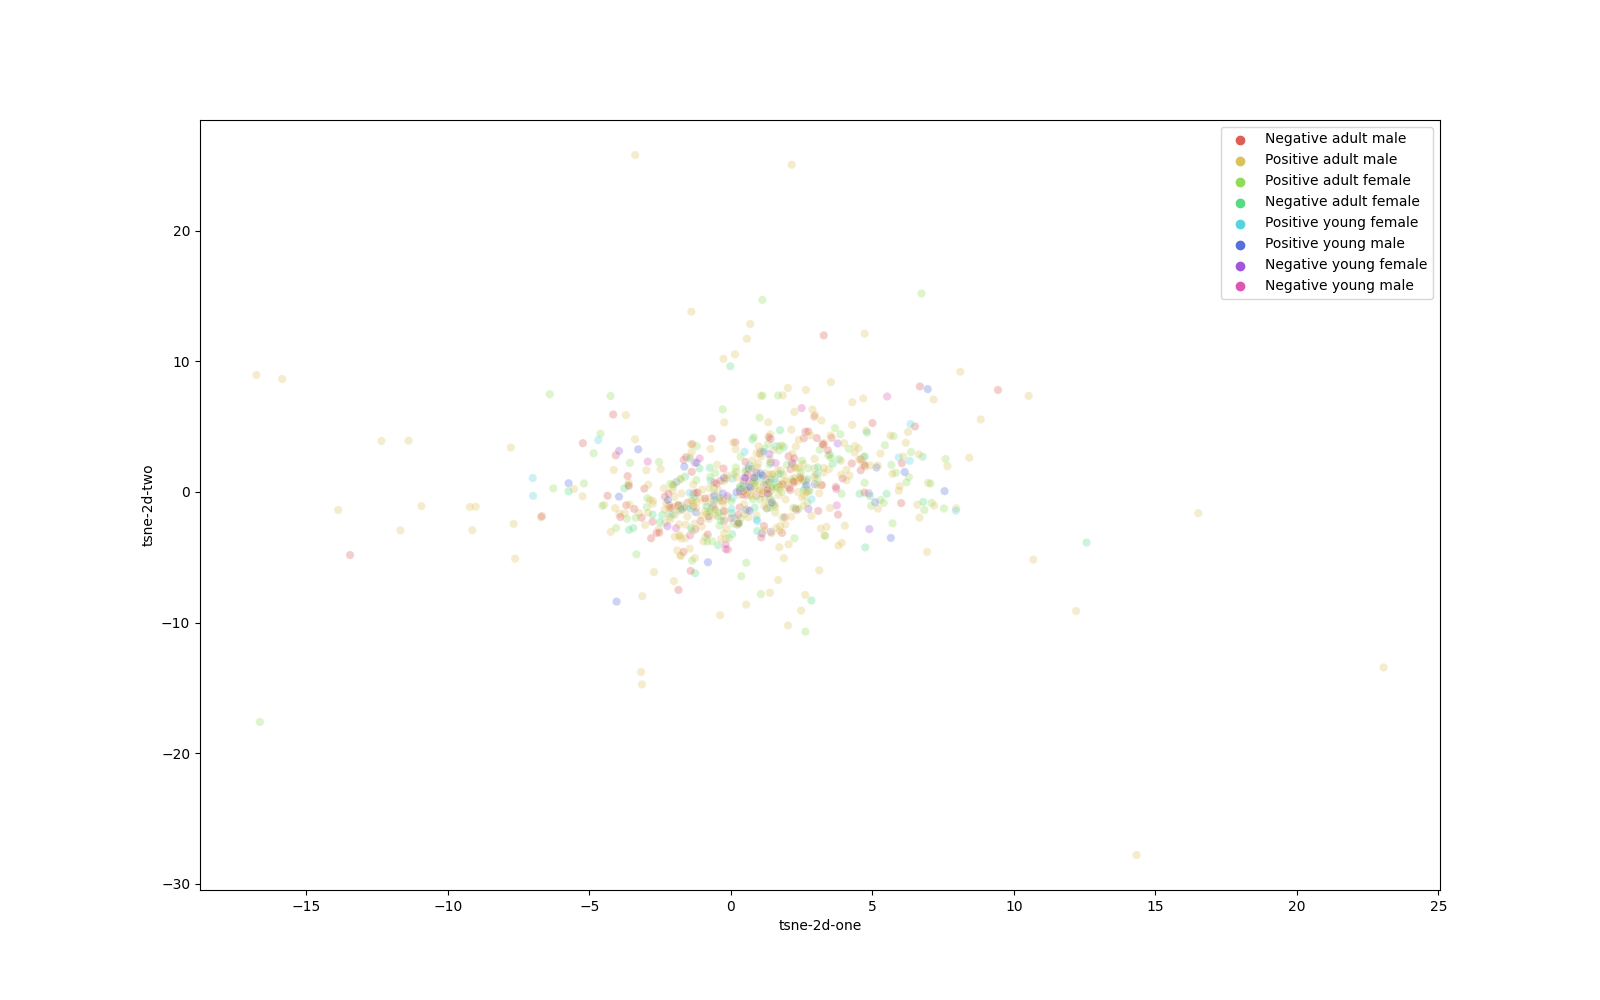 Negative adult male
Positive adult male
Positive adult female
Negative adult female
Positive young female
Positive young male
Negative young female
Negative young male
20
10
0
−10
−20
−30
tsne-2d-two
−15
−10
−5
0
5
10
15
20
25
tsne-2d-one